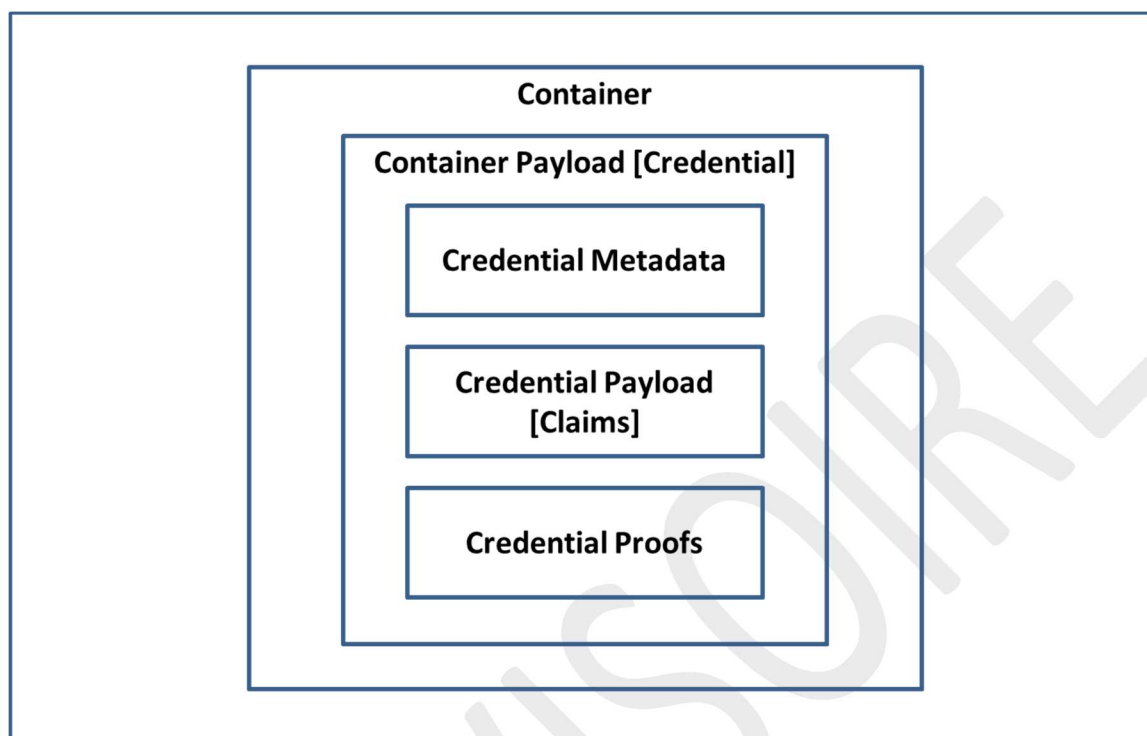 Container
Container Payload [Credential]
Credential Metadata
Credential Payload
[Claims]
Credential Proofs